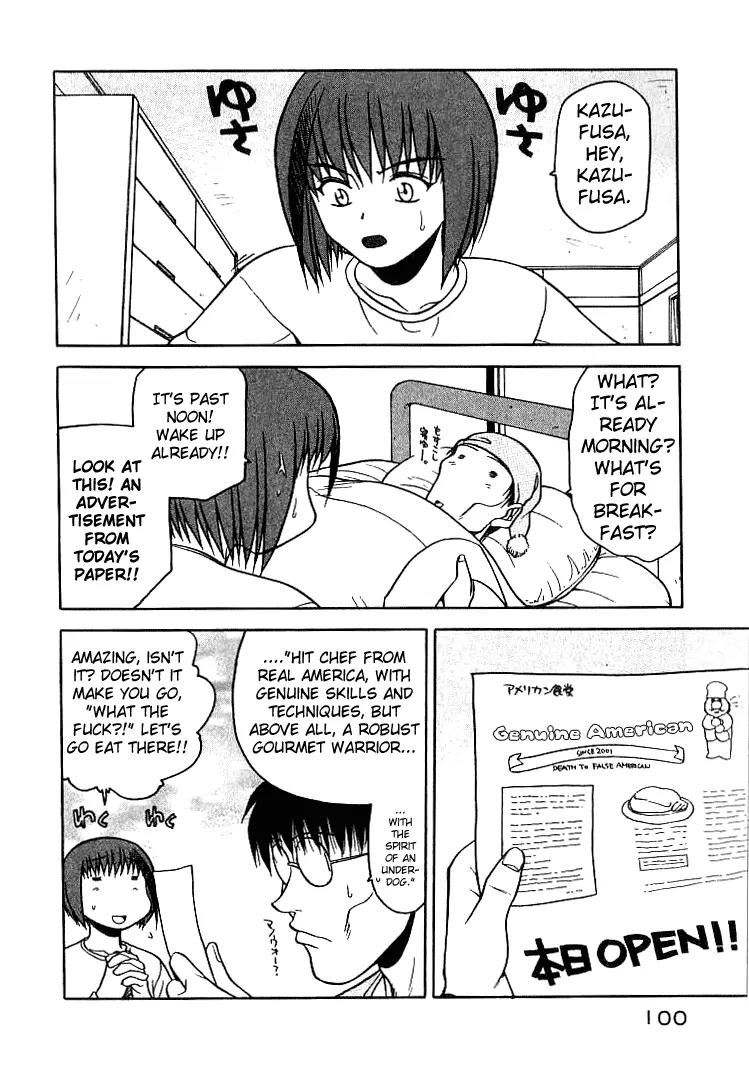 KAZU-
FUSA,
HEY,
KAZU-
FUSA.
ゆさ
ゆさ
WHAT?
IT'S AL-
READY
MORNING?
WHAT'S
FOR
BREAK-
FAST?
IT'S PAST
NOON!
WAKE UP
ALREADY!!
LOOK AT
THIS! AN
ADVER-
TISEMENT
FROM
TODAY'S
PAPER!!
アメリカン食堂
Genuine American
SINCE 2001
DEATH TO FALSE AMERICAN
本日OPEN!!
...."HIT CHEF FROM
REAL AMERICA, WITH
GENUINE SKILLS AND
TECHNIQUES, BUT
ABOVE ALL, A ROBUST
GOURMET WARRIOR...
...
WITH
THE
SPIRIT
OF AN
UNDER-
DOG."
AMAZING, ISN'T
IT? DOESN'T IT
MAKE YOU GO,
"WHAT THE
FUCK?!" LET'S
GO EAT THERE!!
わく
わく
100